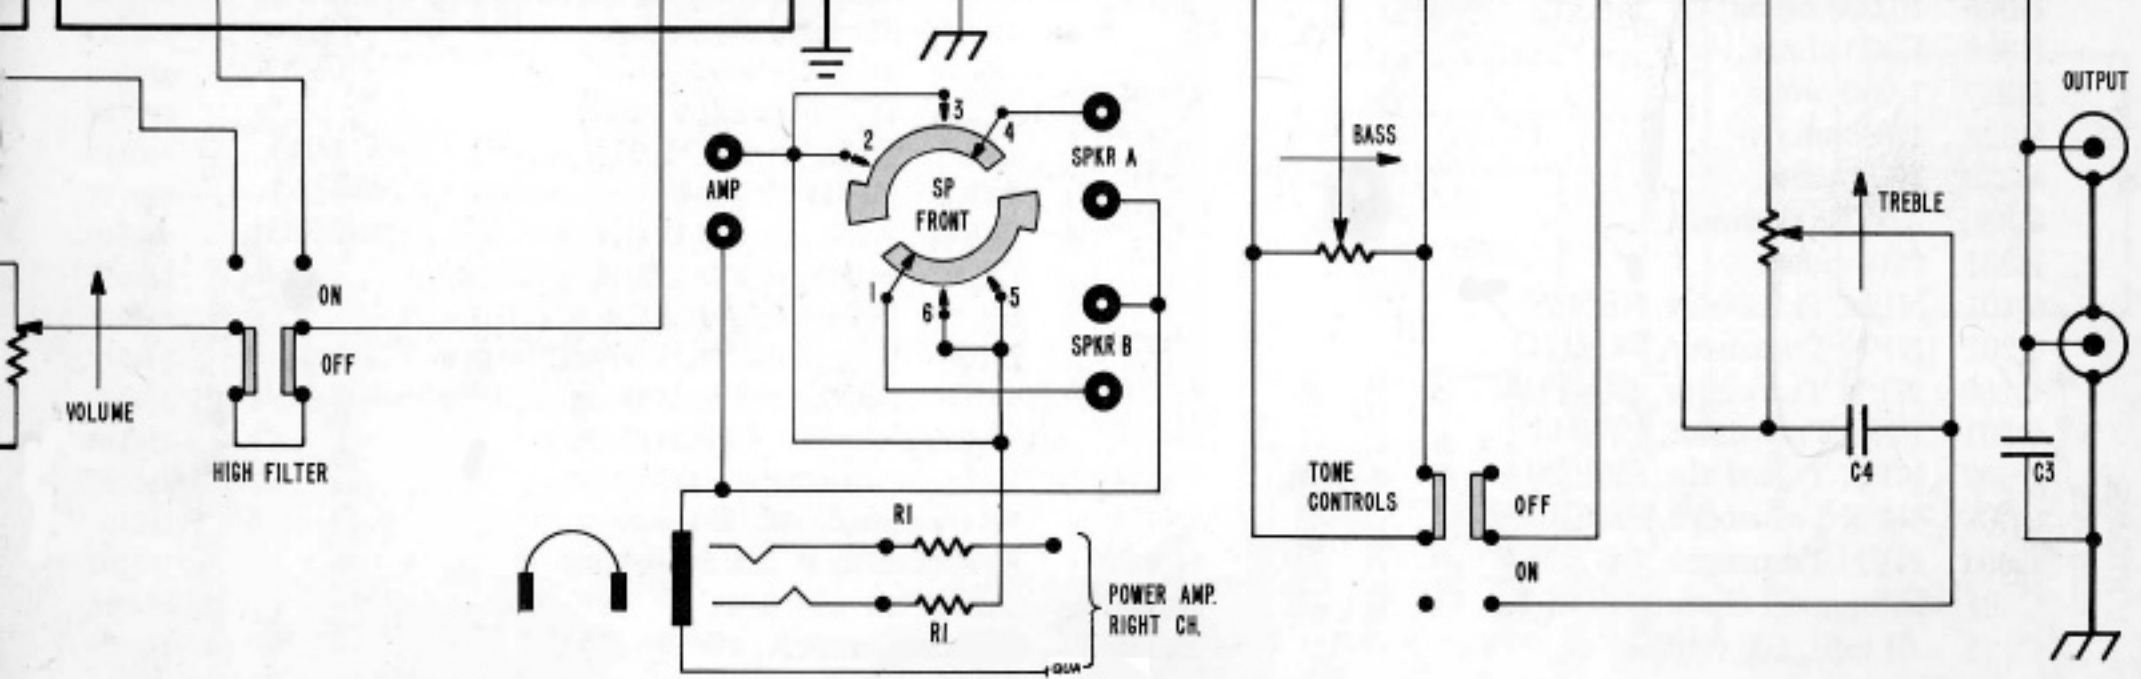 OUTPUT
3
4
2
BASS
SPKR A
AMP
SP
FRONT
TREBLE
ON
1
5
6
OFF
SPKR B
VOLUME
HIGH FILTER
TONE
CONTROLS
C4
C3
R1
OFF
ON
POWER AMP.
RIGHT CH.
R1